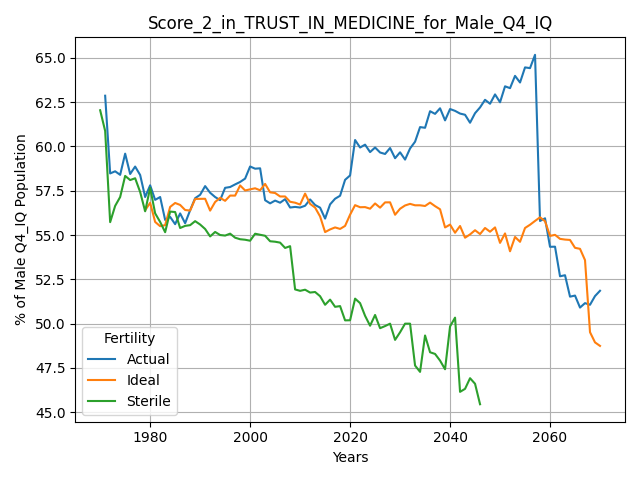 Score_2_in_TRUST_IN_MEDICINE_for_Male_Q4_IQ
% of Male Q4_IQ Population
65.0
62.5
60.0
57.5
55.0
52.5
50.0
47.5
45.0
Fertility
Actual
Ideal
Sterile
1980
2000
2020
2040
2060
Years